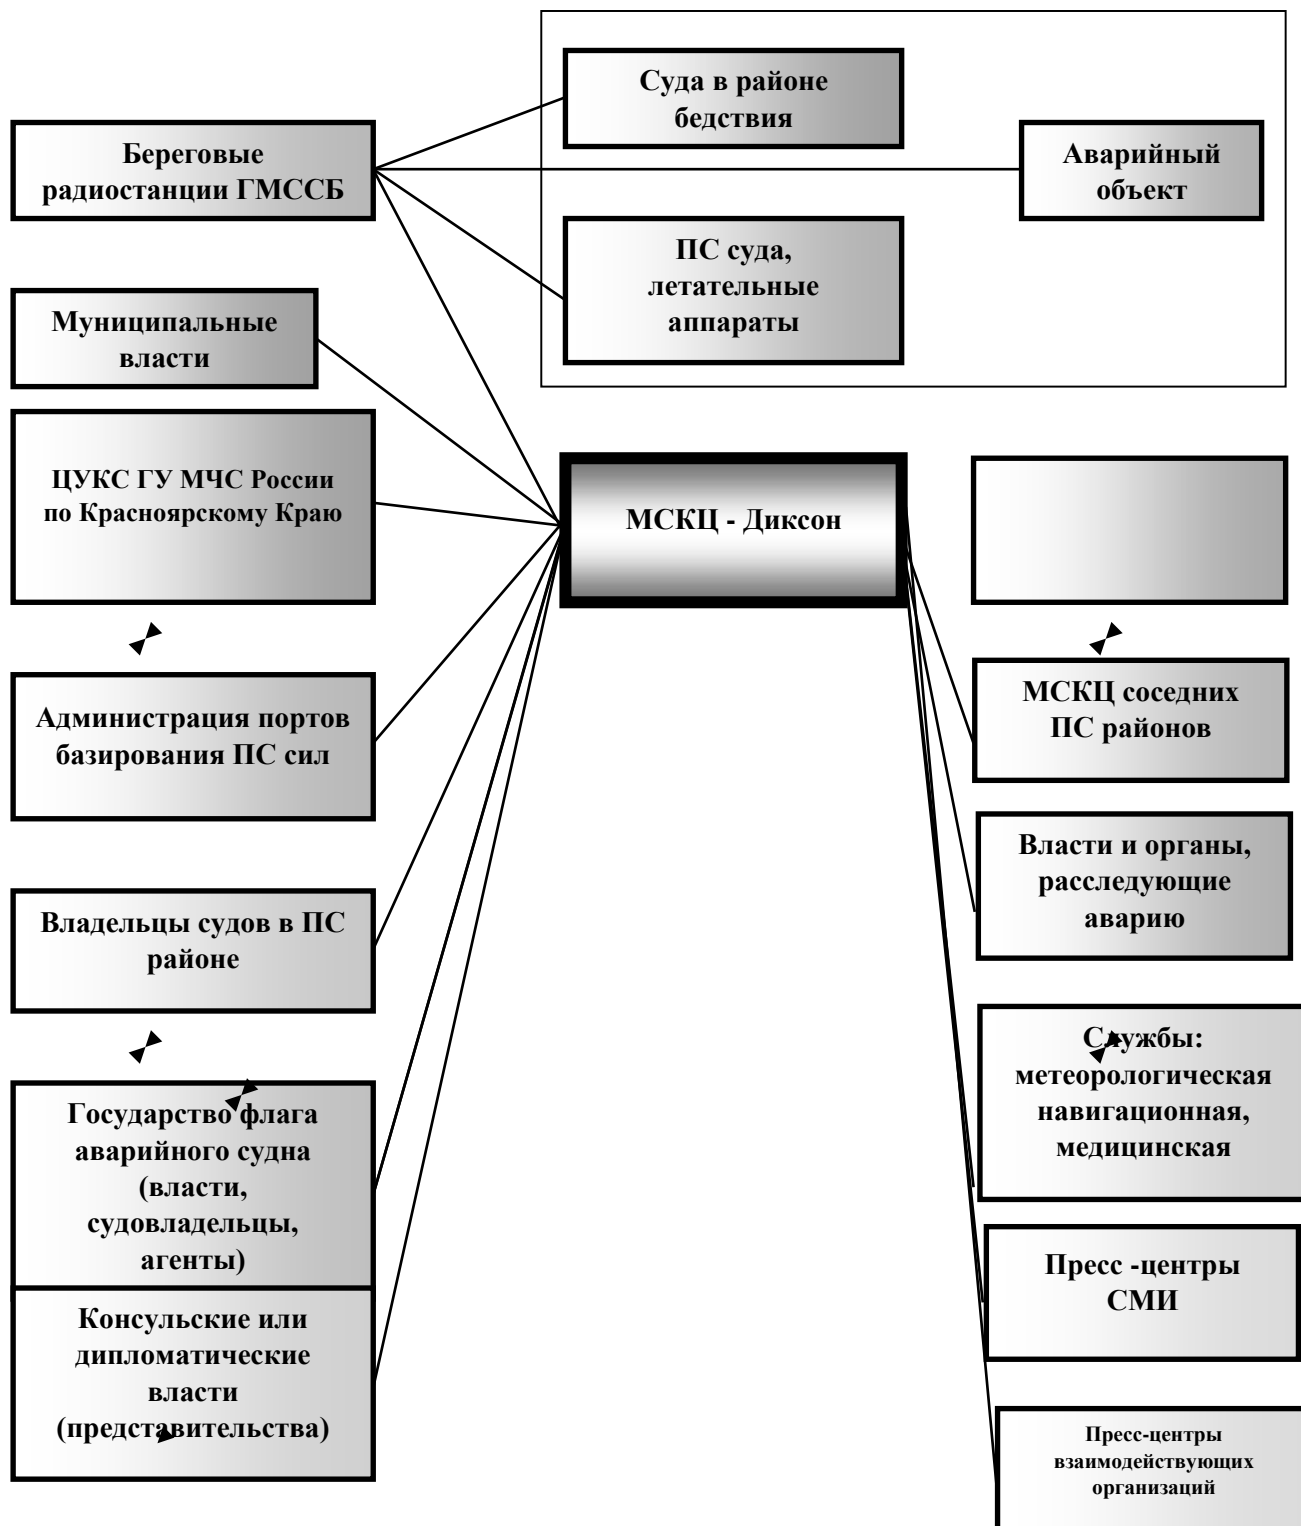 Суда в районе
бедствия
Береговые
радиостанции ГМССБ
Аварийный
объект
ПС суда,
летательные
аппараты
Муниципальные
власти
ЦУКС ГУ МЧС России
по Красноярскому Краю
МСКЦ - Диксон
Администрация портов
базирования ПС сил
МСКЦ соседних
ПС районов
Власти и органы,
расследующие
аварию
Владельцы судов в ПС
районе
Службы:
метеорологическая
навигационная,
медицинская
Государство флага
аварийного судна
(власти,
судовладельцы,
агенты)
Пресс -центры
СМИ
Консульские или
дипломатические
власти
(представительства)
Пресс-центры
взаимодействующих
организаций